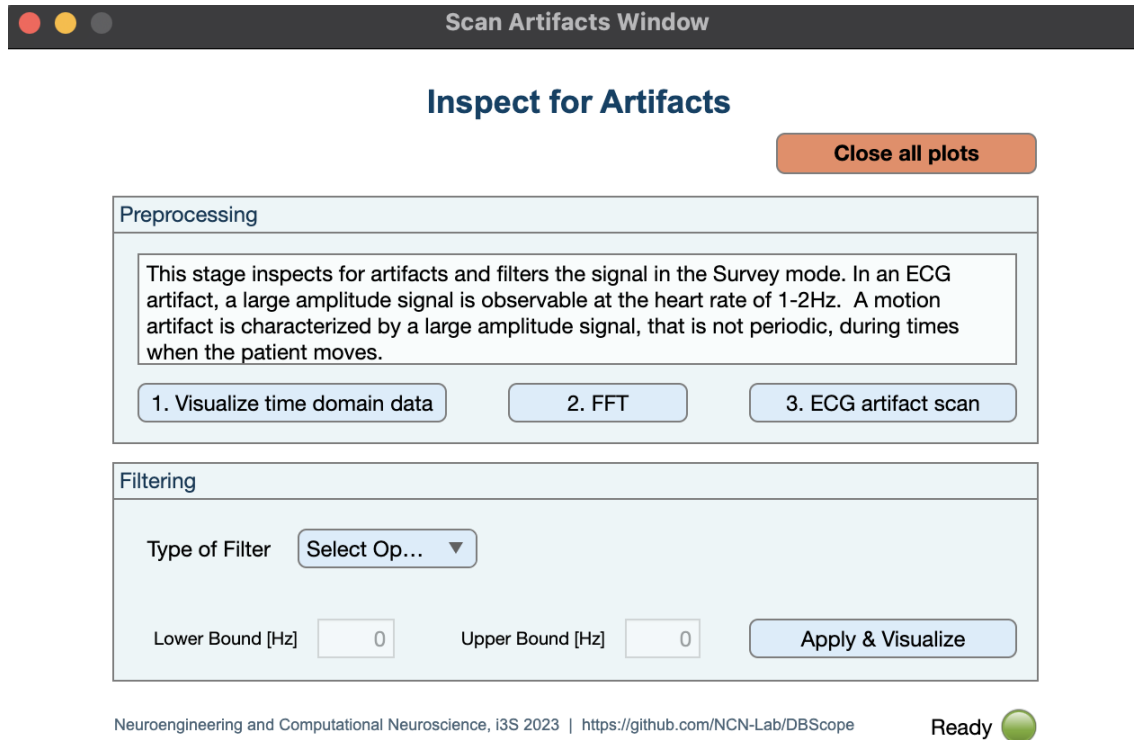 Scan Artifacts Window
Inspect for Artifacts
Close all plots
Preprocessing
This stage inspects for artifacts and filters the signal in the Survey mode. In an ECG
artifact, a large amplitude signal is observable at the heart rate of 1-2Hz.  A motion
artifact is characterized by a large amplitude signal, that is not periodic, during times
when the patient moves.
1. Visualize time domain data
2. FFT
3. ECG artifact scan
Filtering
Type of Filter
Select Op...
Lower Bound [Hz]
0
Upper Bound [Hz]
0
Apply & Visualize
Neuroengineering and Computational Neuroscience, i3S 2023 | https://github.com/NCN-Lab/DBScope
Ready